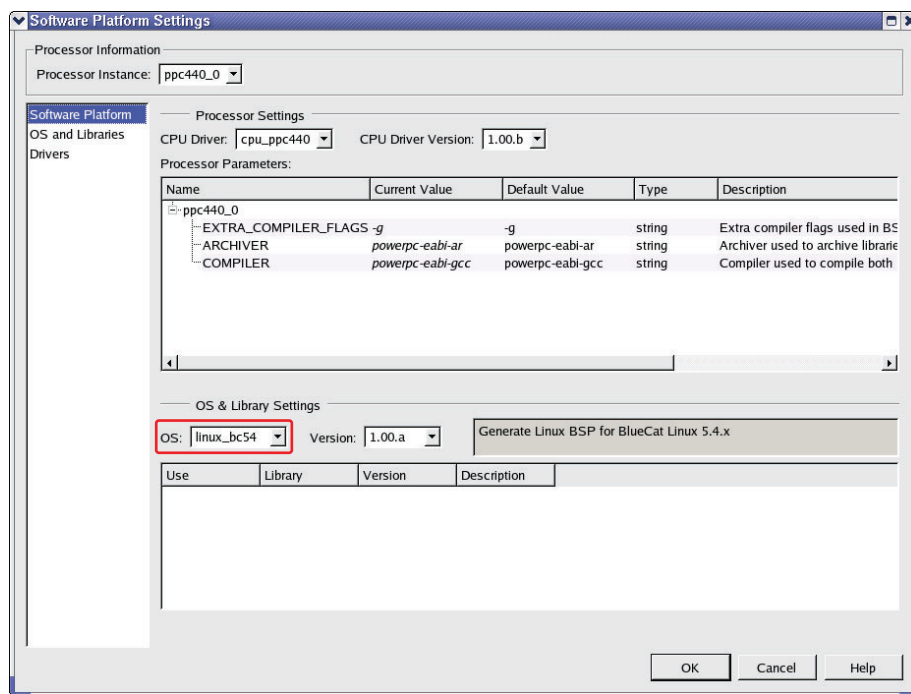 Software Platform Settings
Processor Information
Processor Instance: ppc440_0
Software Platform
OS and Libraries
Drivers
Processor Settings
CPU Driver: cpu_ppc440 CPU Driver Version: 1.00.b
Processor Parameters:
Name Current Value Default Value Type Description
ppc440_0
EXTRA_COMPILER_FLAGS -g -g string Extra compiler flags used in BS
ARCHIVER powerpc-eabi-ar powerpc-eabi-ar string Archiver used to archive librarie
COMPILER powerpc-eabi-gcc powerpc-eabi-gcc string Compiler used to compile both
OS & Library Settings
OS: linux_bc54 Version: 1.00.a Generate Linux BSP for BlueCat Linux 5.4.x
Use Library Version Description
OK Cancel Help